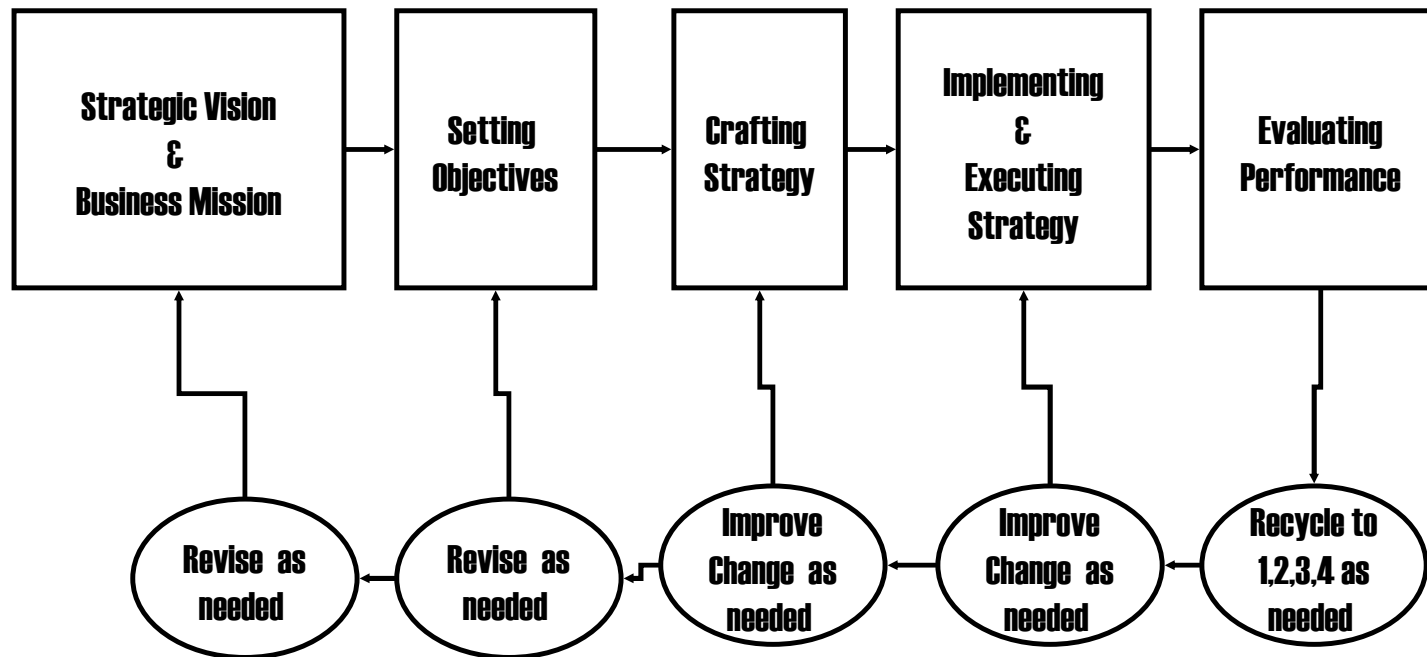 Strategic Vision
&
Business Mission
Setting
Objectives
Crafting
Strategy
Implementing
&
Executing
Strategy
Evaluating
Performance
Revise as
needed
Revise as
needed
Improve
Change as
needed
Improve
Change as
needed
Recycle to
1,2,3,4 as
needed